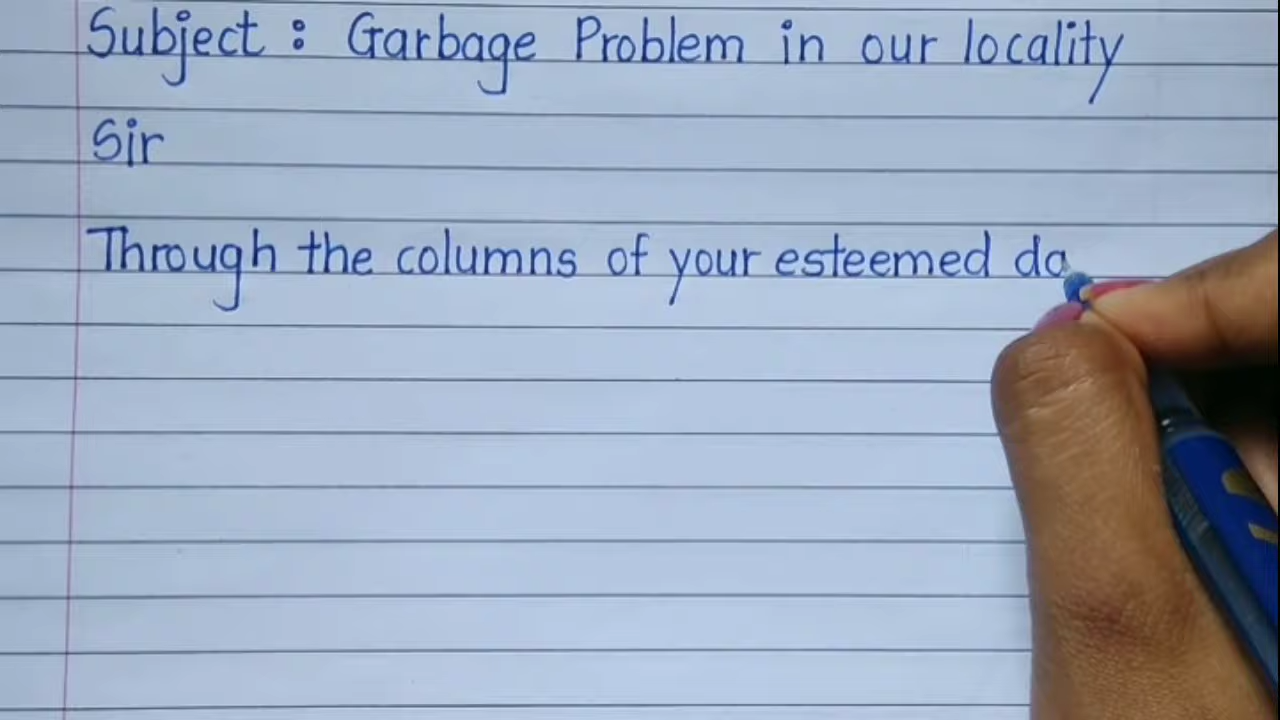 Subject : Garbage Problem in our locality
Sir
Through the columns of your esteemed da